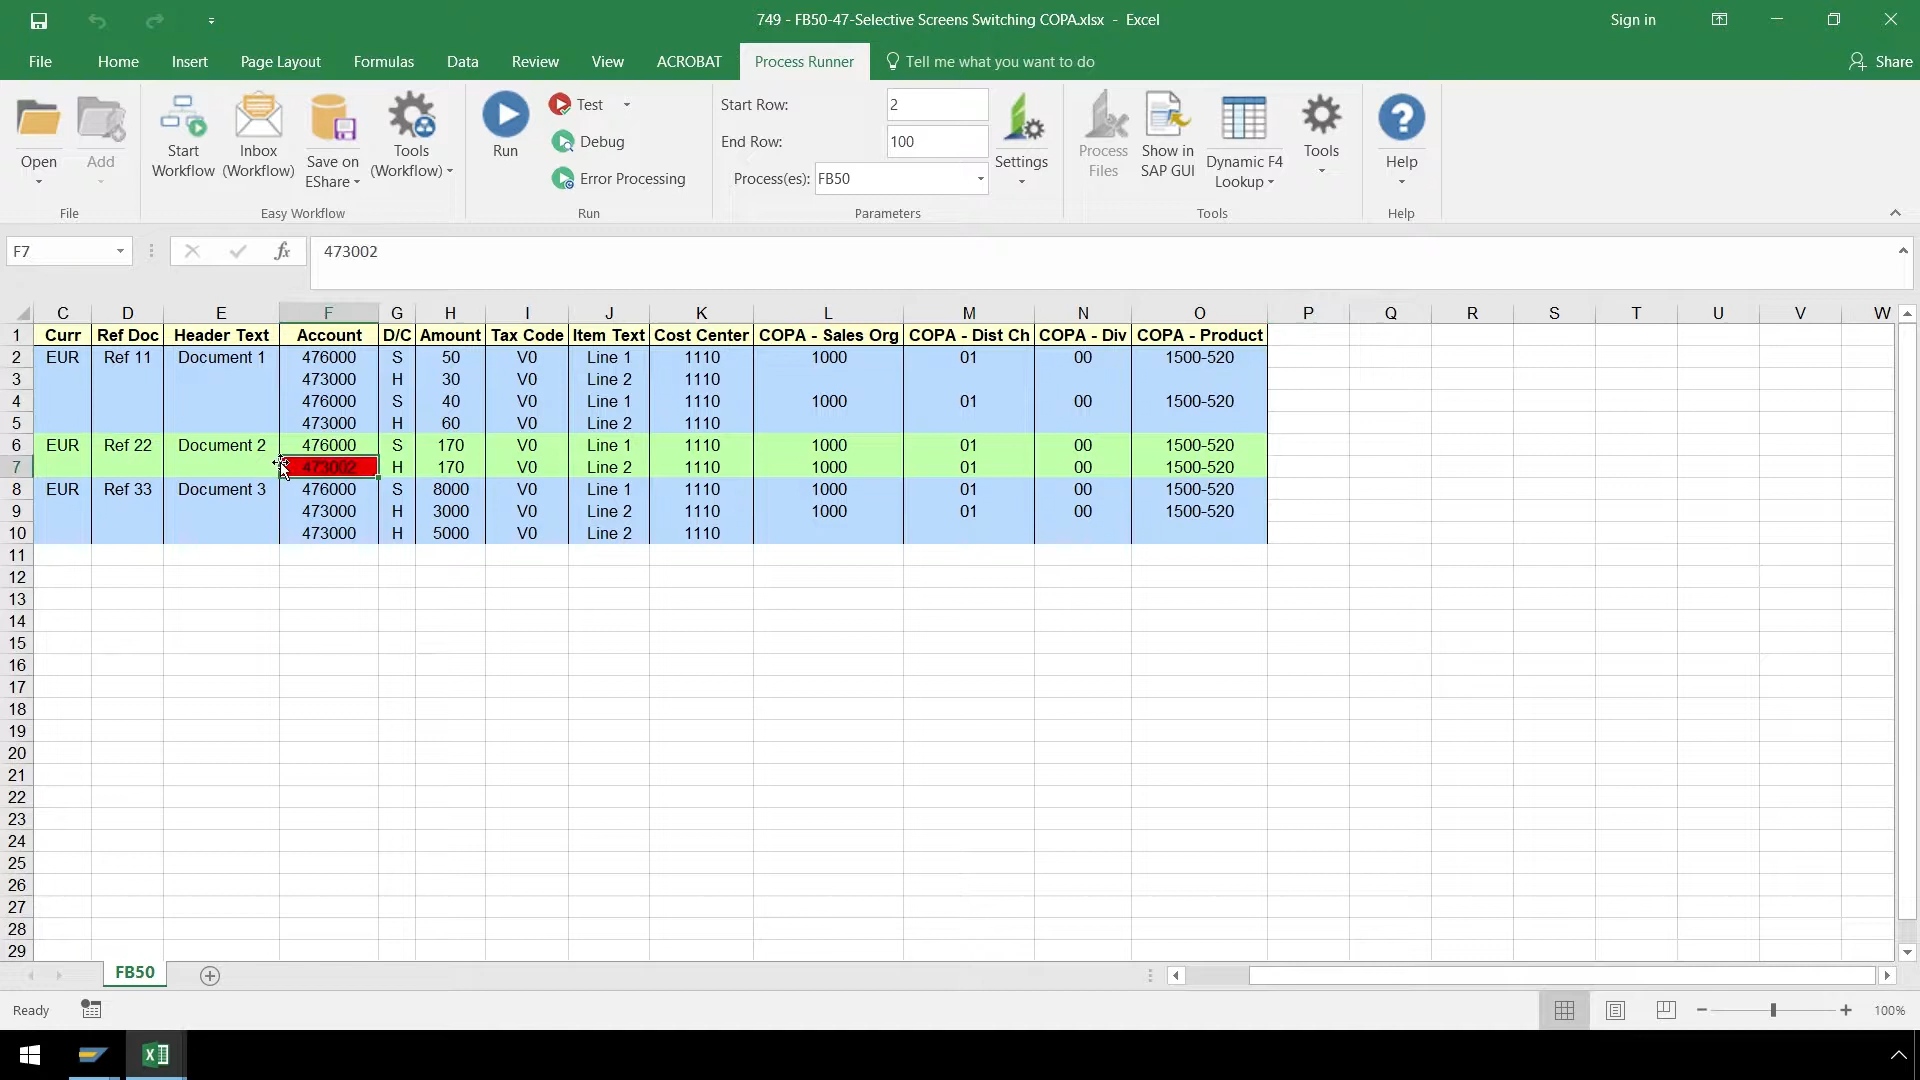 749 - FB50-47-Selective Screens Switching COPA.xlsx - Excel
Sign in
File Home Insert Page Layout Formulas Data Review View ACROBAT Process Runner Tell me what you want to do Share
Open
Add
File
Start Workflow
Inbox (Workflow)
Save on EShare
Tools (Workflow)
Easy Workflow
Run
Test
Debug
Error Processing
Run
Start Row: 2
End Row: 100
Process(es): FB50
Settings
Parameters
Process Files
Show in SAP GUI
Dynamic F4 Lookup
Tools
Tools
Help
Help
F7 fx 473002
C D E F G H I J K L M N O P Q R S T U V W
1 Curr Ref Doc Header Text Account D/C Amount Tax Code Item Text Cost Center COPA - Sales Org COPA - Dist Ch COPA - Div COPA - Product
2 EUR Ref 11 Document 1 476000 S 50 V0 Line 1 1110 1000 01 00 1500-520
3 473000 H 30 V0 Line 2 1110
4 476000 S 40 V0 Line 1 1110 1000 01 00 1500-520
5 473000 H 60 V0 Line 2 1110
6 EUR Ref 22 Document 2 476000 S 170 V0 Line 1 1110 1000 01 00 1500-520
7 473002 H 170 V0 Line 2 1110 1000 01 00 1500-520
8 EUR Ref 33 Document 3 476000 S 8000 V0 Line 1 1110 1000 01 00 1500-520
9 473000 H 3000 V0 Line 2 1110 1000 01 00 1500-520
10 473000 H 5000 V0 Line 2 1110
11
12
13
14
15
16
17
18
19
20
21
22
23
24
25
26
27
28
29
FB50
Ready
100%